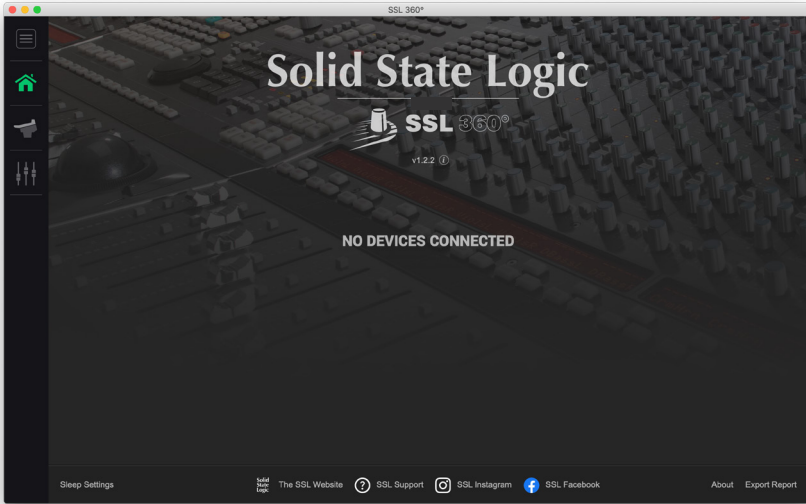 SSL 360°
Solid State Logic
SSL 360°
v1.2.2 i
NO DEVICES CONNECTED
Sleep Settings
Solid
State
Logic
The SSL Website
? SSL Support
SSL Instagram
f SSL Facebook
About
Export Report